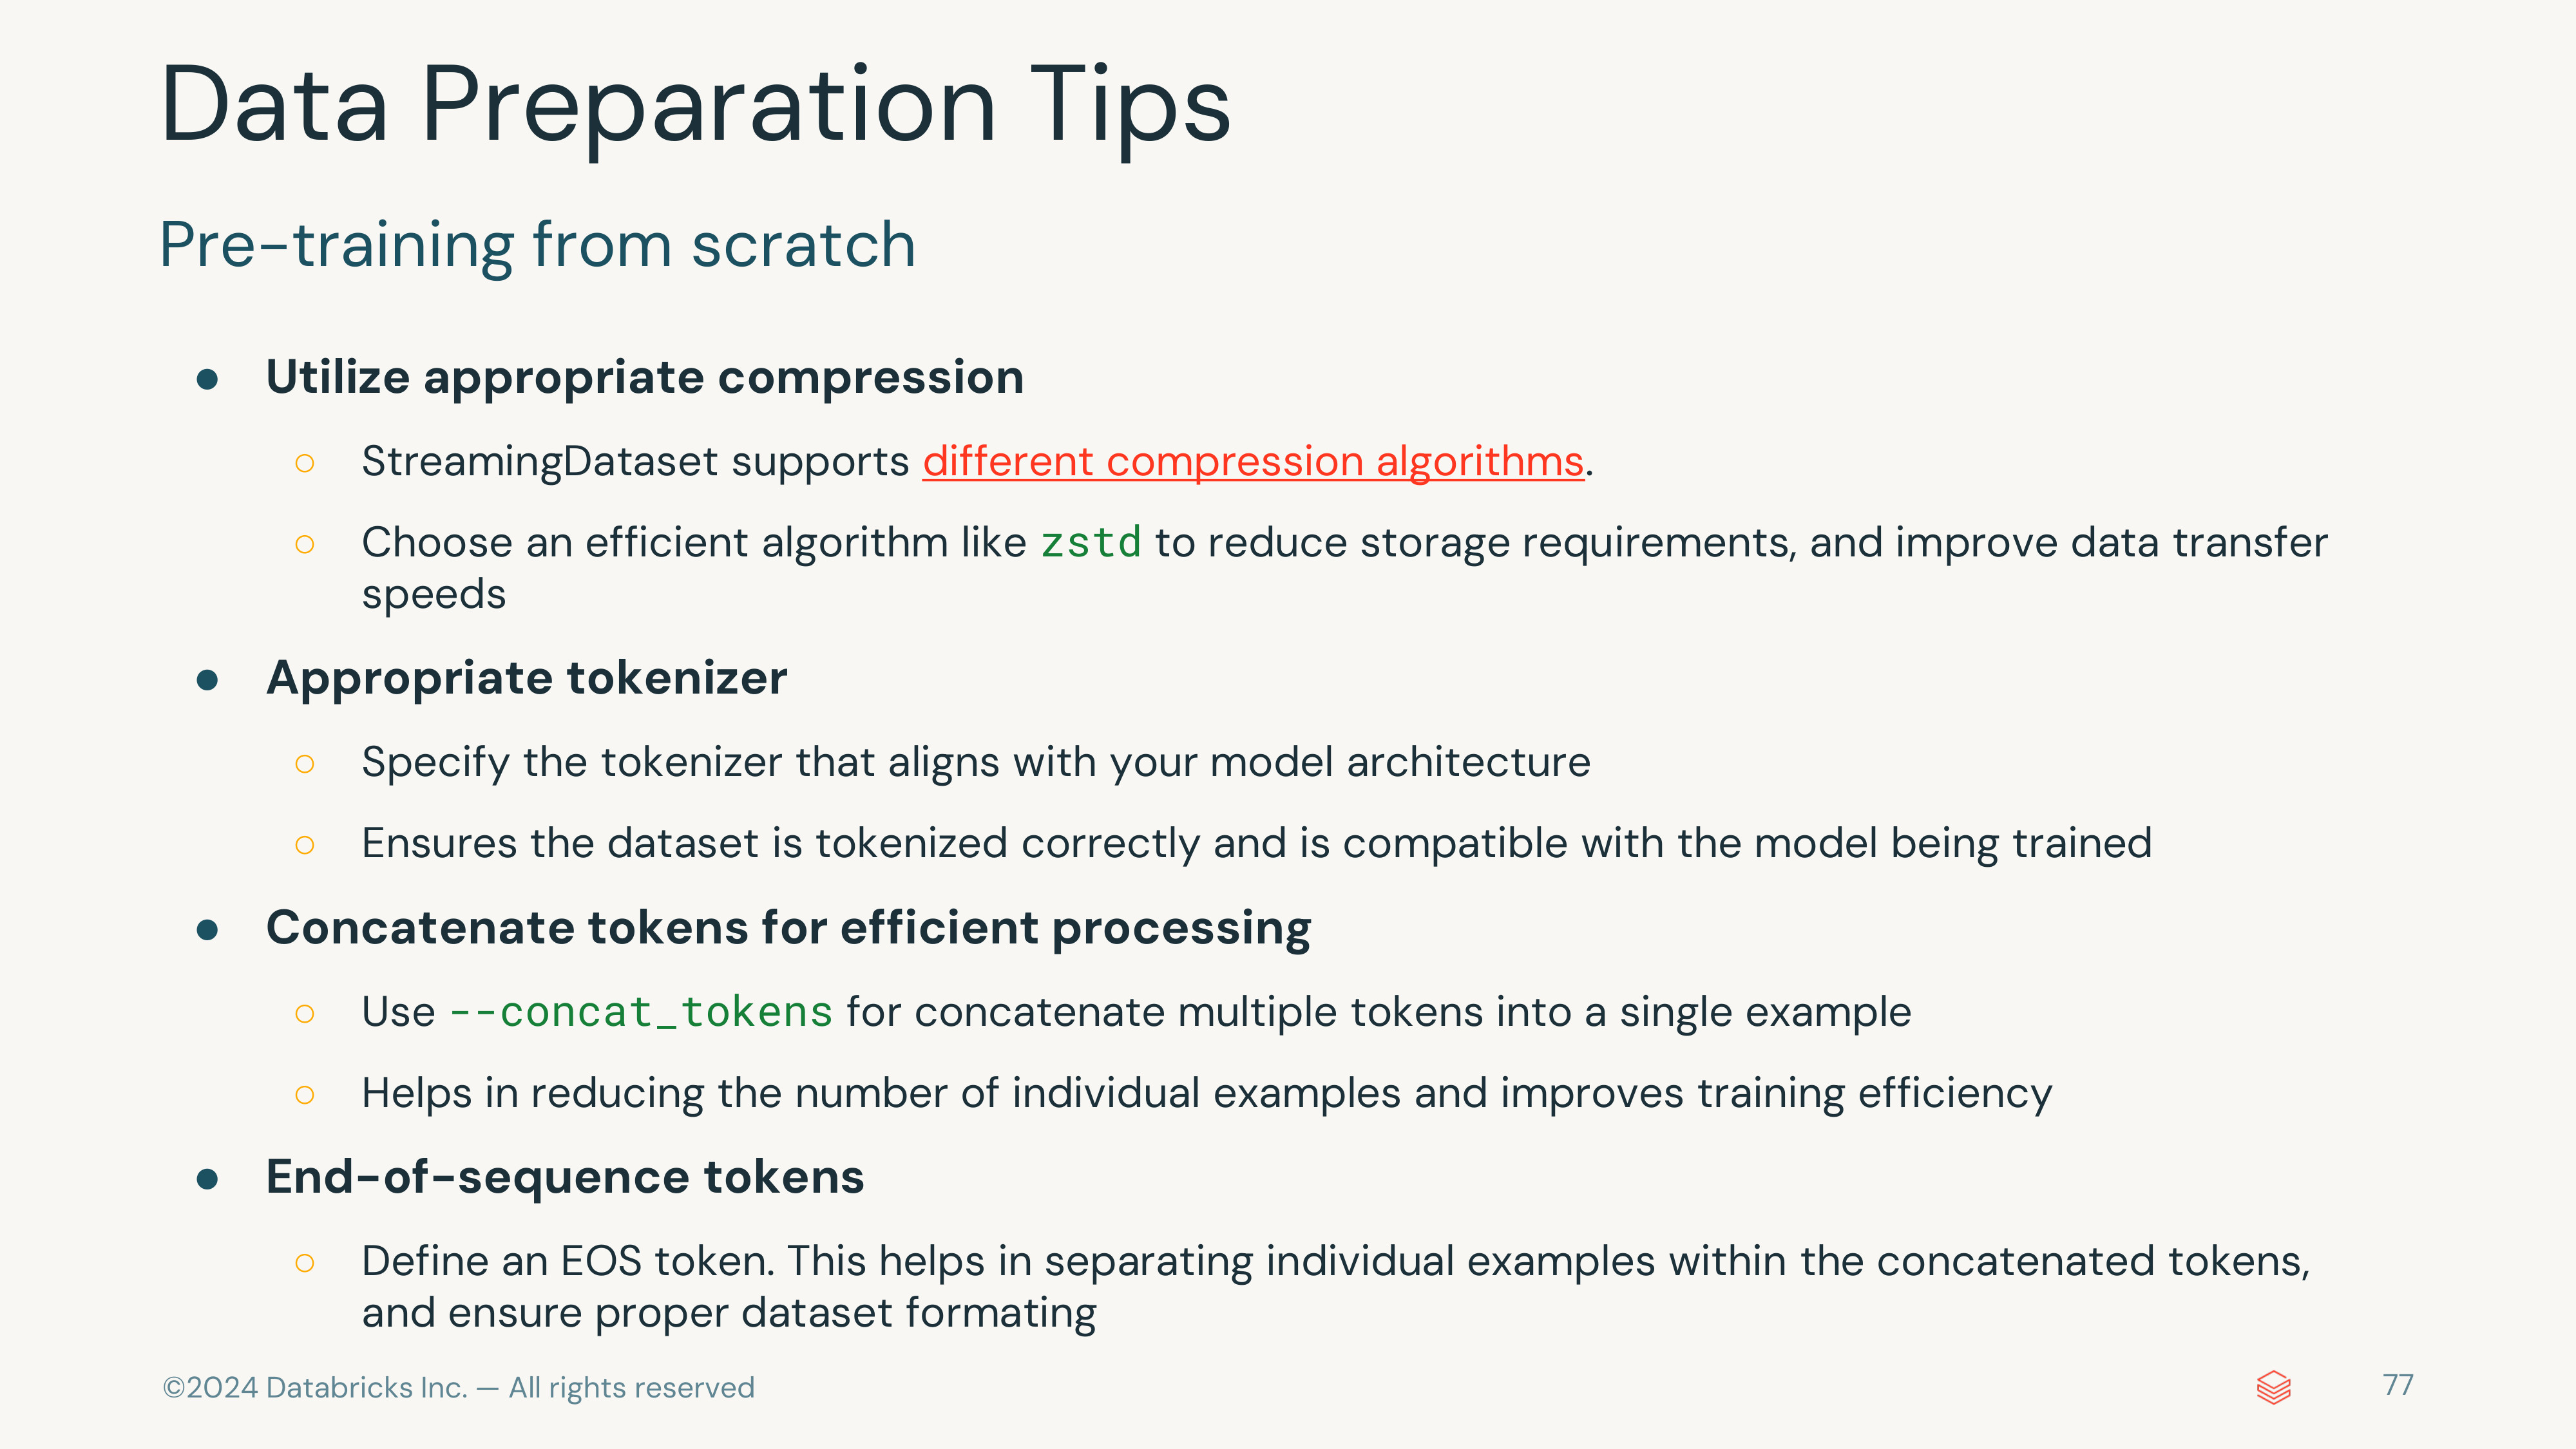 Data Preparation Tips
Pre-training from scratch
● Utilize appropriate compression
○ StreamingDataset supports different compression algorithms.
○ Choose an efficient algorithm like zstd to reduce storage requirements, and improve data transfer
speeds
● Appropriate tokenizer
○ Specify the tokenizer that aligns with your model architecture
○ Ensures the dataset is tokenized correctly and is compatible with the model being trained
● Concatenate tokens for efficient processing
○ Use --concat_tokens for concatenate multiple tokens into a single example
○ Helps in reducing the number of individual examples and improves training efficiency
● End-of-sequence tokens
○ Define an EOS token. This helps in separating individual examples within the concatenated tokens,
and ensure proper dataset formating
©2024 Databricks Inc. — All rights reserved
77